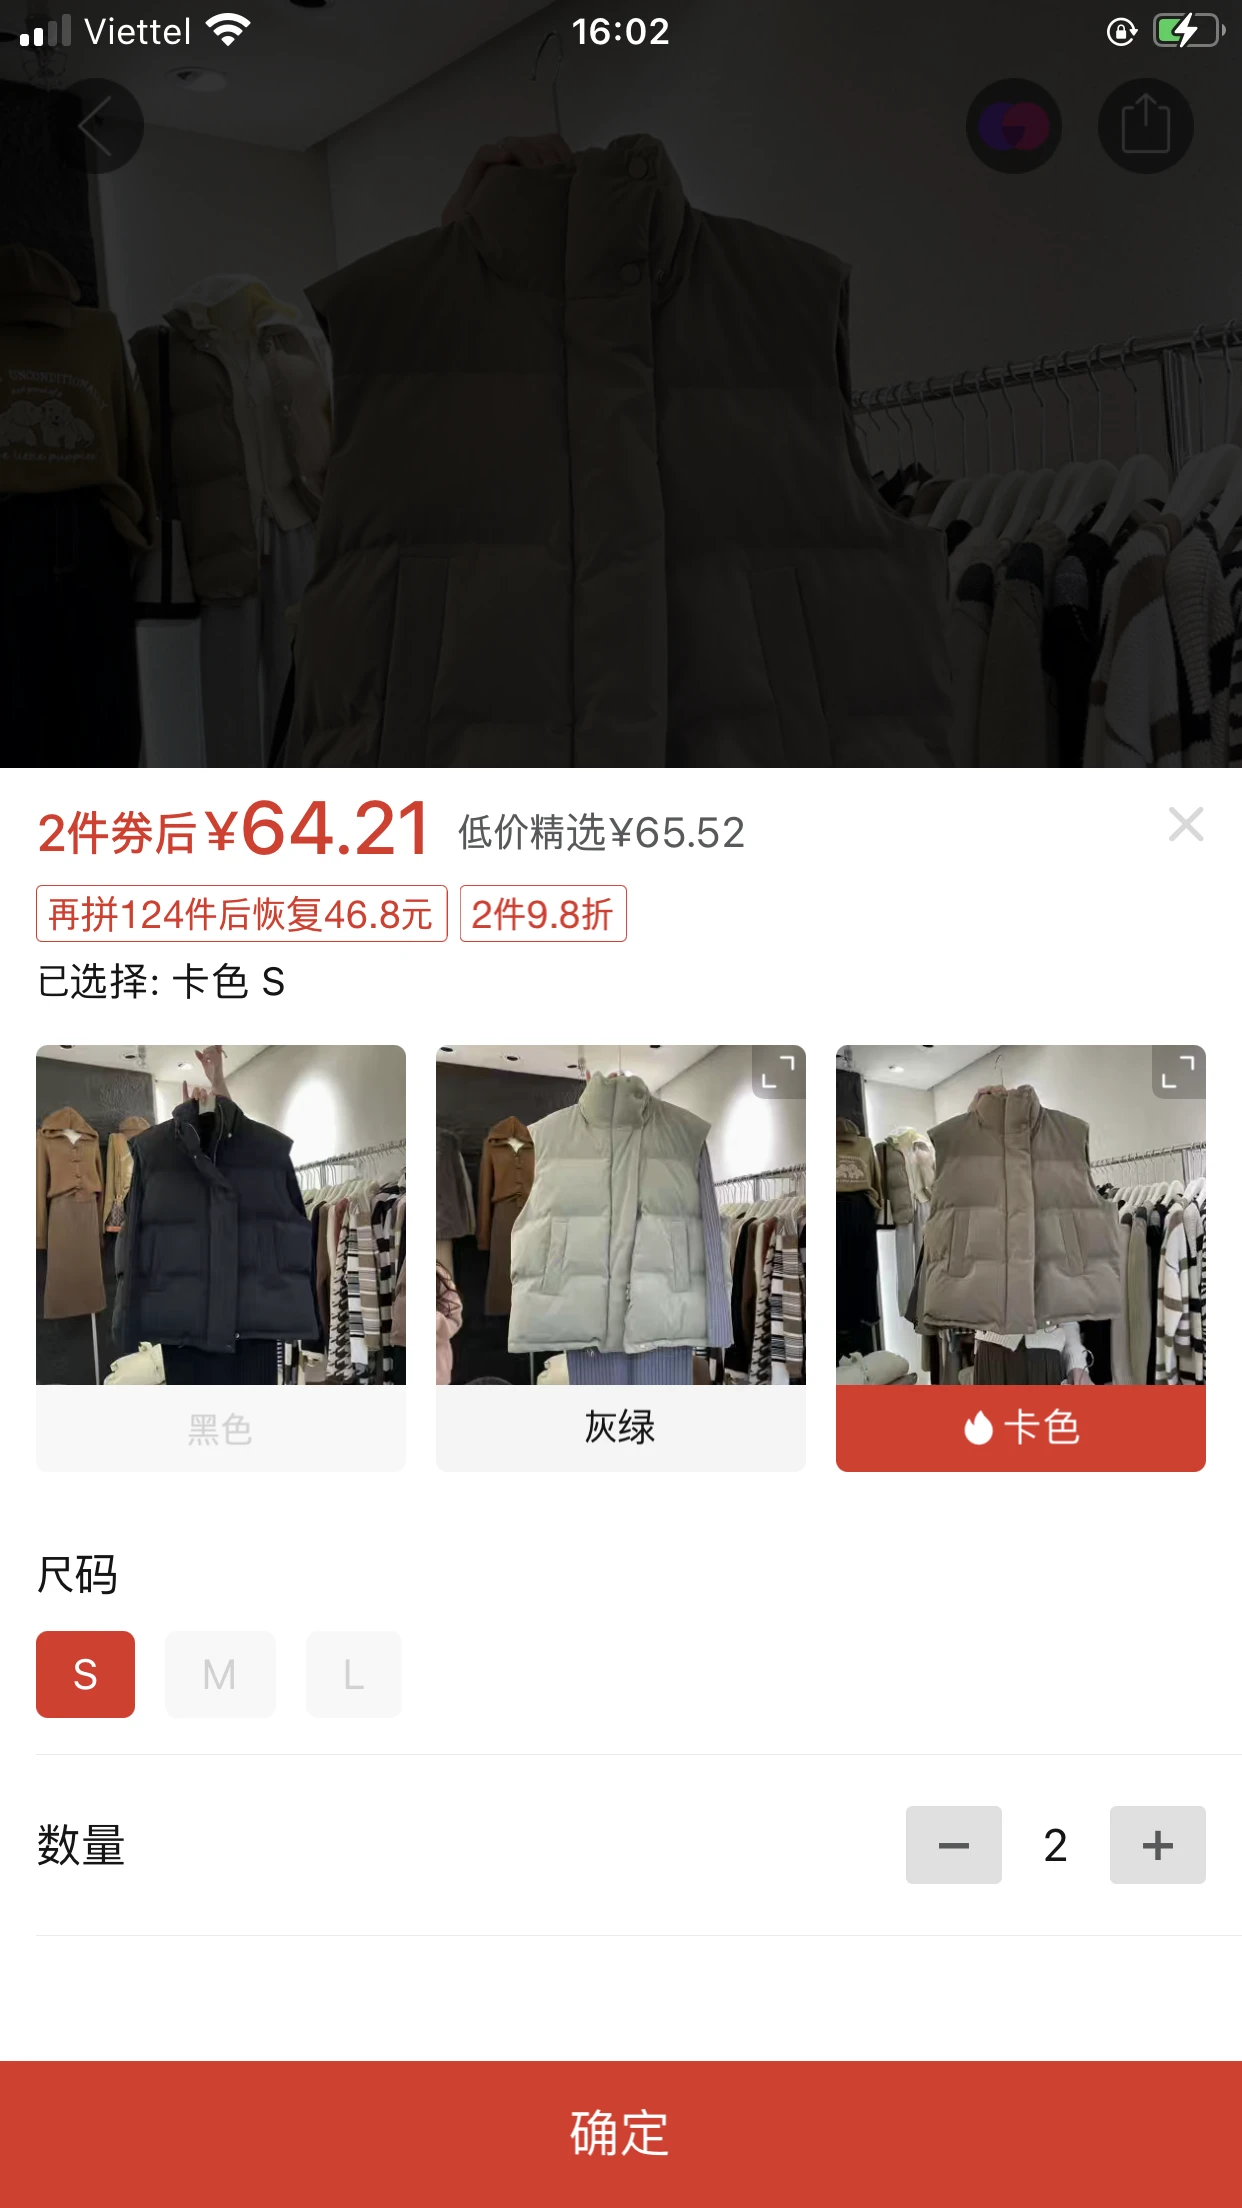 Viettel 16:02
UNCONDITIONALLY
2件券后¥64.21 低价精选¥65.52
再拼124件后恢复46.8元 2件9.8折
已选择: 卡色 S
黑色 灰绿 卡色
尺码
S M L
数量 2
确定